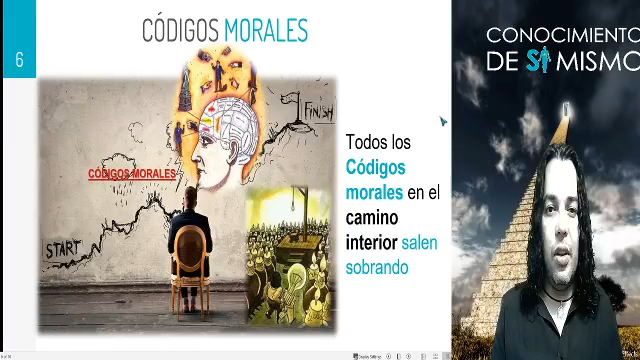 CÓDIGOS MORALES
6
CONOCIMIENTO
DE SÍ MISMO
FINISH
CÓDIGOS MORALES
START
Todos los
Códigos
morales en el
camino
interior salen
sobrando